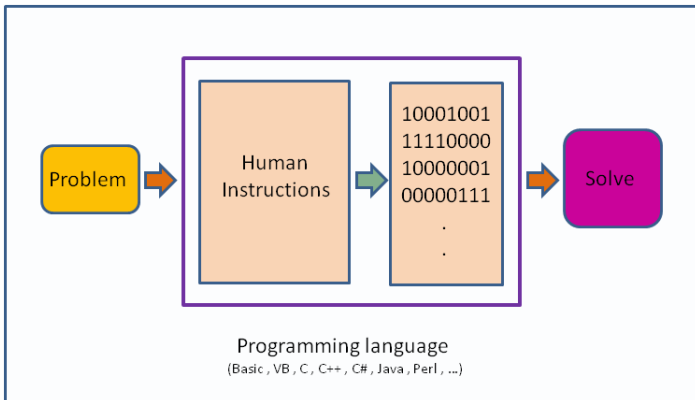 Problem
Human
Instructions
10001001
11110000
10000001
00000111
.
.
Solve
Programming language
(Basic , VB , C , C++ , C# , Java , Perl , ...)